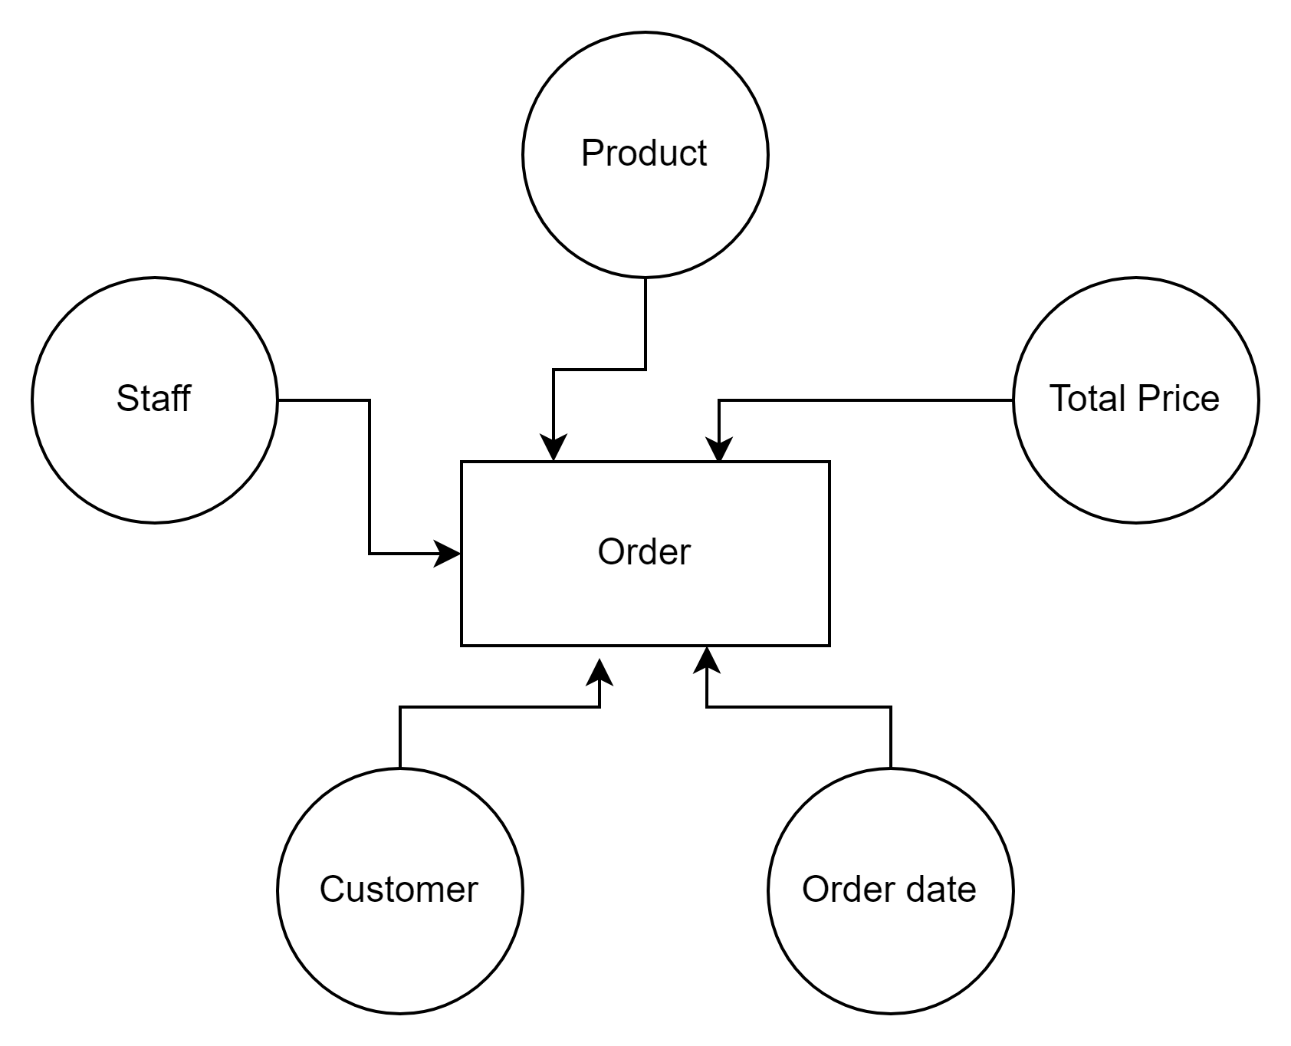 Product
Staff
Total Price
Order
Customer
Order date